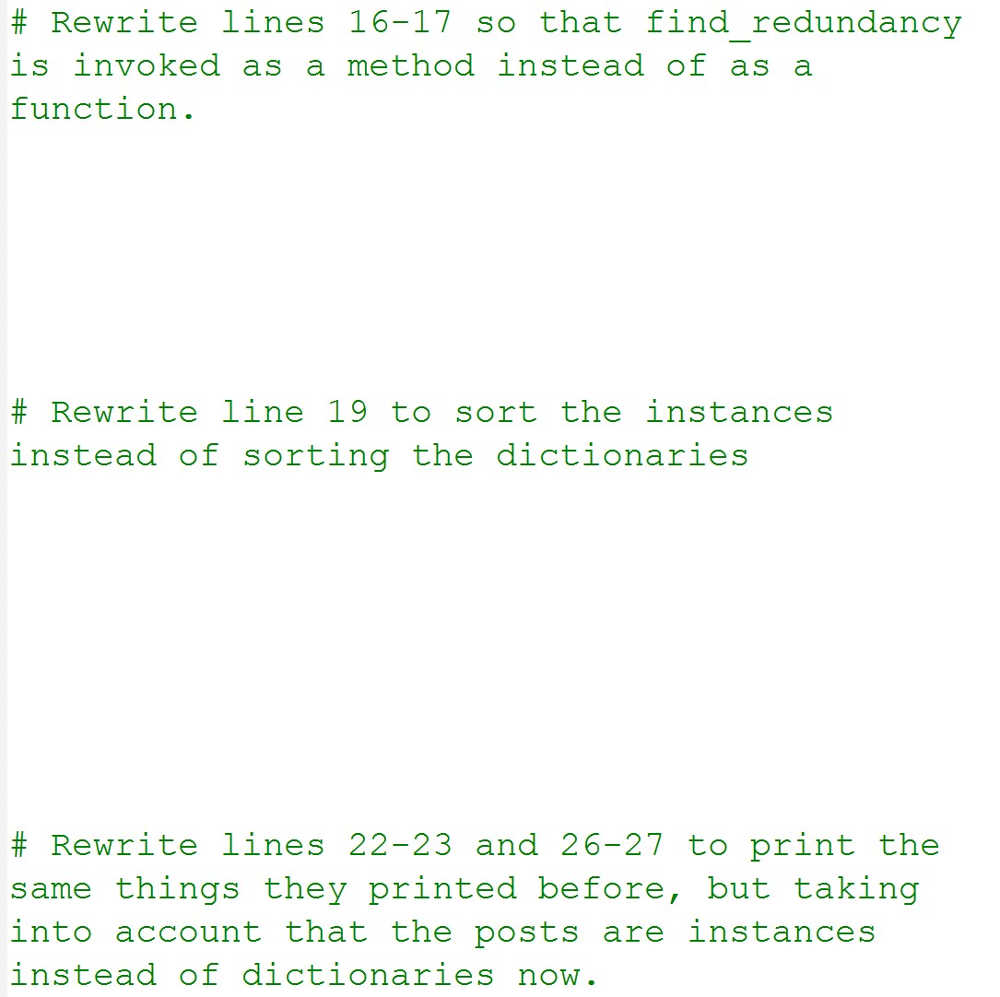 # Rewrite lines 16-17 so that find_redundancy
is invoked as a method instead of as a
function.
# Rewrite line 19 to sort the instances
instead of sorting the dictionaries
# Rewrite lines 22-23 and 26-27 to print the
same things they printed before, but taking
into account that the posts are instances
instead of dictionaries now.